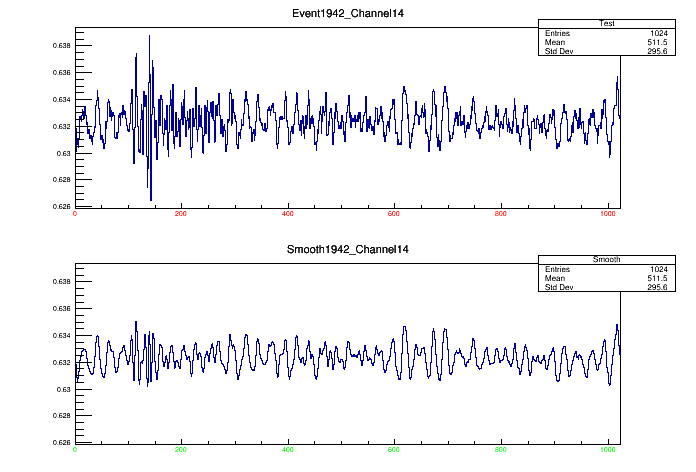 Event1942_Channel14
Test
Entries 1024
Mean 511.5
Std Dev 295.6
0.638
0.636
0.634
0.632
0.63
0.628
0.626
0 200 400 600 800 1000
Smooth1942_Channel14
Smooth
Entries 1024
Mean 511.5
Std Dev 295.6
0.638
0.636
0.634
0.632
0.63
0.628
0.626
0 200 400 600 800 1000